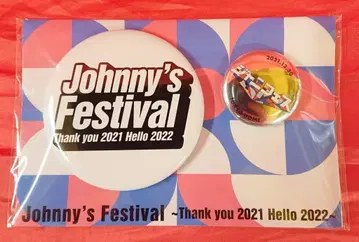 Johnny's
Festival
Thank you 2021 Hello 2022
Johnny's Festival ~Thank you 2021 Hello 2022~